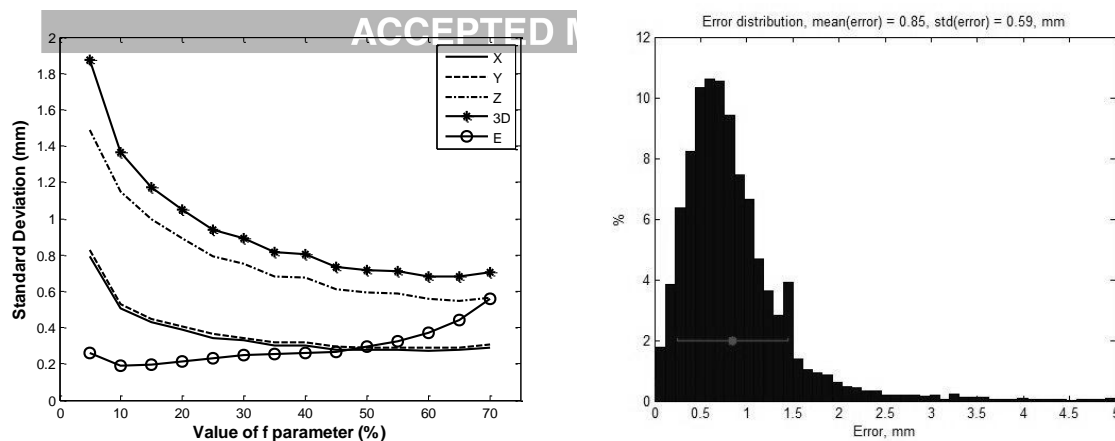 ACCEPTED M
Error distribution, mean(error) = 0.85, std(error) = 0.59, mm
2
1.8
1.6
1.4
1.2
1
0.8
0.6
0.4
0.2
0
Standard Deviation (mm)
X
Y
Z
3D
E
0 10 20 30 40 50 60 70
Value of f parameter (%)
12
10
8
6
4
2
0
%
0 0.5 1 1.5 2 2.5 3 3.5 4 4.5 5
Error, mm